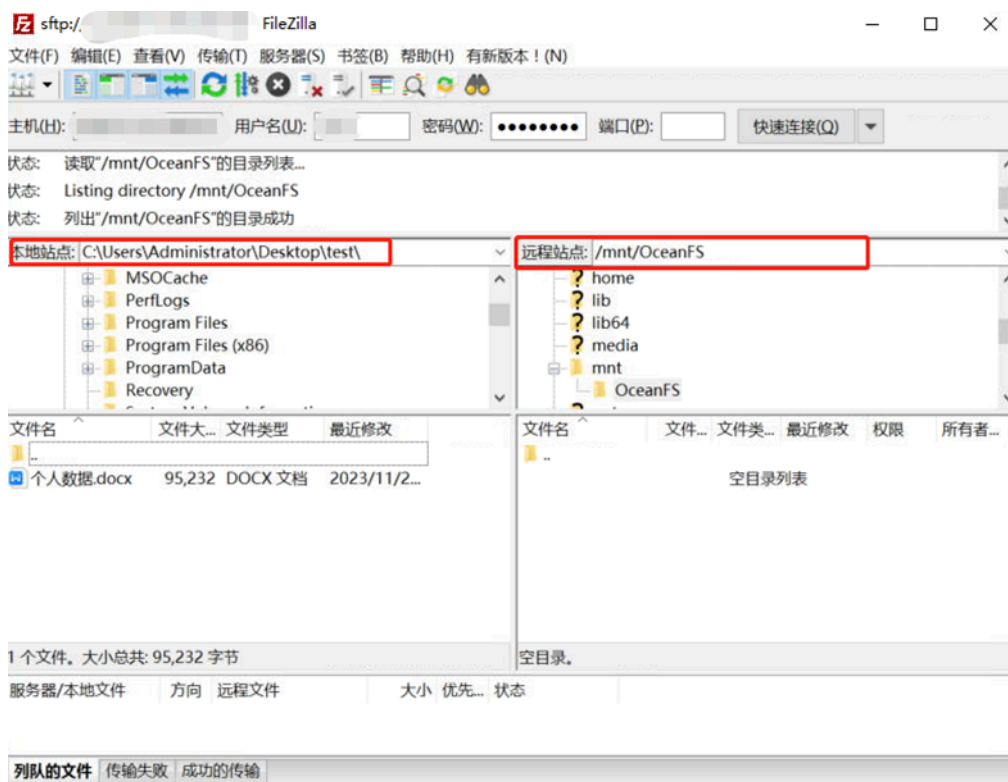 sftp:/ FileZilla
文件(F) 编辑(E) 查看(V) 传输(T) 服务器(S) 书签(B) 帮助(H) 有新版本！(N)
主机(H): 用户名(U): 密码(W): ●●●●●●●● 端口(P): 快速连接(Q)
状态: 读取"/mnt/OceanFS"的目录列表...
状态: Listing directory /mnt/OceanFS
状态: 列出"/mnt/OceanFS"的目录成功
本地站点: C:\Users\Administrator\Desktop\test\
MSOCache
PerfLogs
Program Files
Program Files (x86)
ProgramData
Recovery
远程站点: /mnt/OceanFS
home
lib
lib64
media
mnt
OceanFS
文件名 文件大... 文件类型 最近修改
..
个人数据.docx 95,232 DOCX 文档 2023/11/2...
1 个文件。大小总共: 95,232 字节
文件名 文件... 文件类... 最近修改 权限 所有者...
..
空目录列表
空目录。
服务器/本地文件 方向 远程文件 大小 优先... 状态
列队的文件 传输失败 成功的传输